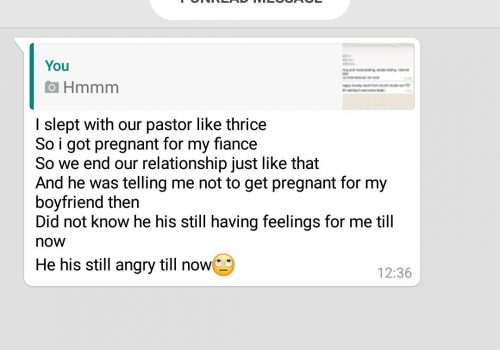 1 UNREAD MESSAGE
You
Hmmm
I slept with our pastor like thrice
So i got pregnant for my fiance
So we end our relationship just like that
And he was telling me not to get pregnant for my
boyfriend then
Did not know he his still having feelings for me till
now
He his still angry till now🙄
12:36